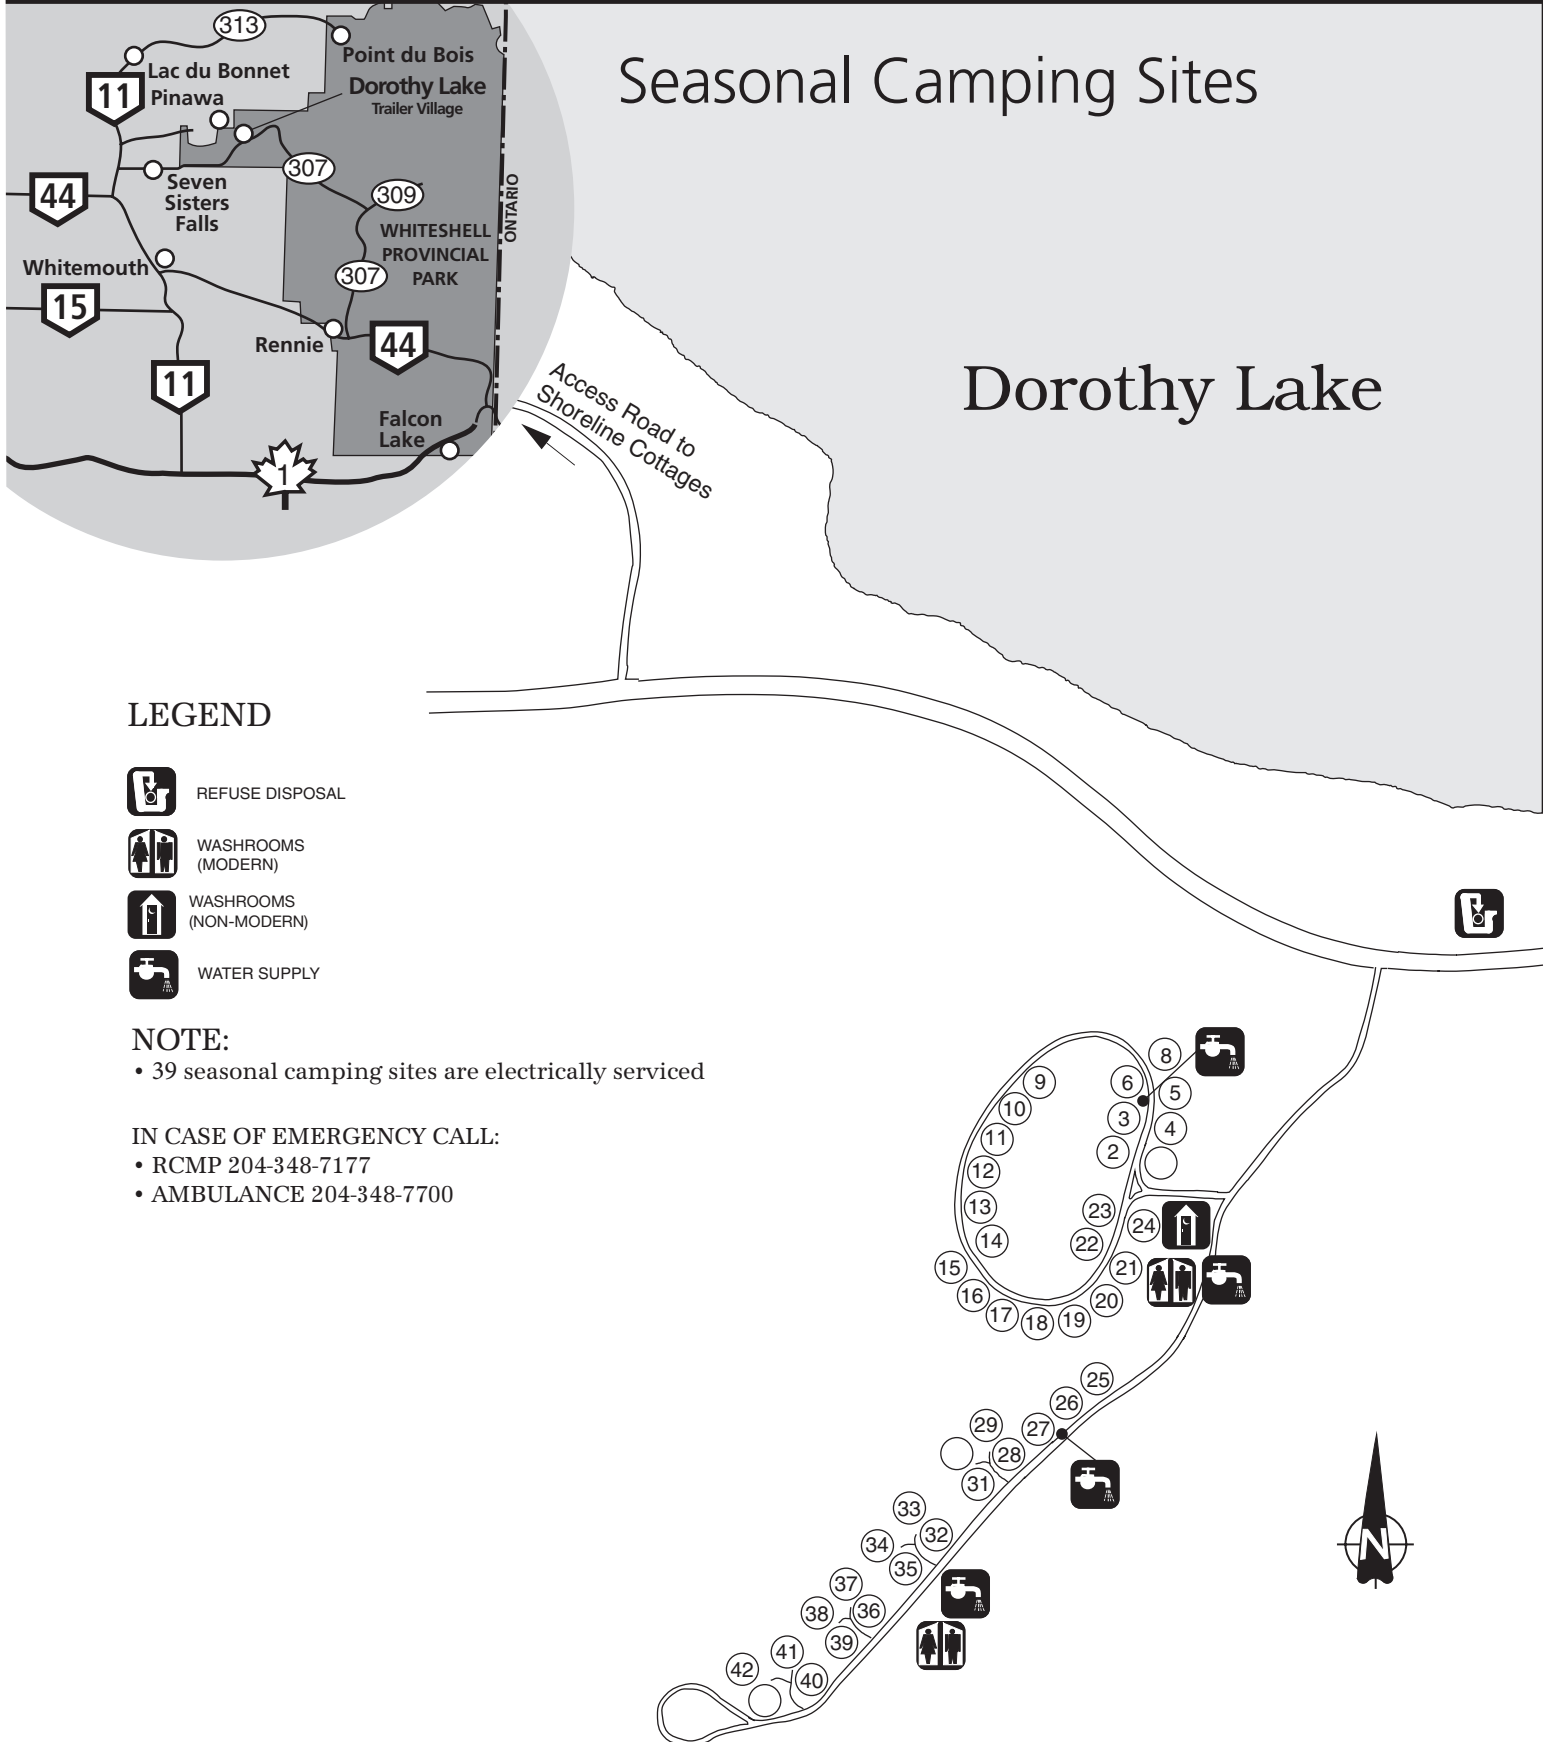 Seasonal Camping Sites
313
Point du Bois
Lac du Bonnet
11
Pinawa
Dorothy Lake
Trailer Village
307
309
44
Seven
Sisters
Falls
ONTARIO
WHITESHELL
PROVINCIAL
PARK
Whitemouth
307
15
Rennie
44
11
Falcon
Lake
1
Access Road to
Shoreline Cottages
Dorothy Lake
LEGEND
REFUSE DISPOSAL
WASHROOMS
(MODERN)
WASHROOMS
(NON-MODERN)
WATER SUPPLY
NOTE:
• 39 seasonal camping sites are electrically serviced
IN CASE OF EMERGENCY CALL:
• RCMP 204-348-7177
• AMBULANCE 204-348-7700
8
6
5
9
3
4
10
2
11
12
13
14
23
24
22
15
21
16
20
17
18
19
25
26
27
29
28
31
33
32
34
35
37
36
38
39
41
42
40
N